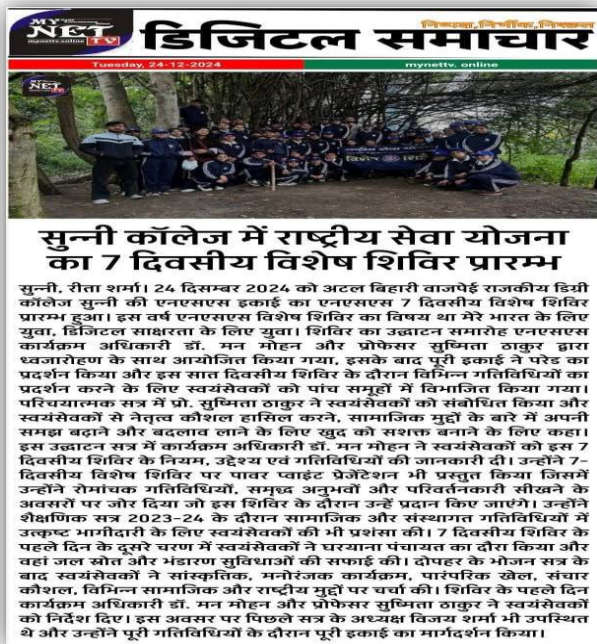 MY
NET
TV
mynettv.online
निष्पक्ष,निर्भीक,निश्छल
डिजिटल समाचार
Tuesday, 24-12-2024
mynettv. online
MY
NET
TV
राष्ट्रीय सेवा
विशेष शिवि
सुन्नी कॉलेज में राष्ट्रीय सेवा योजना
का 7 दिवसीय विशेष शिविर प्रारम्भ
सुन्नी, रीता शर्मा। 24 दिसम्बर 2024 को अटल बिहारी वाजपेई राजकीय डिग्री
कॉलेज सुन्नी की एनएसएस इकाई का एनएसएस 7 दिवसीय विशेष शिविर
प्रारम्भ हुआ। इस वर्ष एनएसएस विशेष शिविर का विषय था मेरे भारत के लिए
युवा, डिजिटल साक्षरता के लिए युवा। शिविर का उद्घाटन समारोह एनएसएस
कार्यक्रम अधिकारी डॉ. मन मोहन और प्रोफेसर सुष्मिता ठाकुर द्वारा
ध्वजारोहण के साथ आयोजित किया गया, इसके बाद पूरी इकाई ने परेड का
प्रदर्शन किया और इस सात दिवसीय शिविर के दौरान विभिन्न गतिविधियों का
प्रदर्शन करने के लिए स्वयंसेवकों को पांच समूहों में विभाजित किया गया।
परिचयात्मक सत्र में प्रो. सुष्मिता ठाकुर ने स्वयंसेवकों को संबोधित किया और
स्वयंसेवकों से नेतृत्व कौशल हासिल करने, सामाजिक मुद्दों के बारे में अपनी
समझ बढ़ाने और बदलाव लाने के लिए खुद को सशक्त बनाने के लिए कहा।
इस उद्घाटन सत्र में कार्यक्रम अधिकारी डॉ. मन मोहन ने स्वयंसेवकों को इस 7
दिवसीय शिविर के नियम, उद्देश्य एवं गतिविधियों की जानकारी दी। उन्होंने 7-
दिवसीय विशेष शिविर पर पावर प्वाइंट प्रेजेंटेशन भी प्रस्तुत किया जिसमें
उन्होंने रोमांचक गतिविधियों, समृद्ध अनुभवों और परिवर्तनकारी सीखने के
अवसरों पर जोर दिया जो इस शिविर के दौरान उन्हें प्रदान किए जाएंगे। उन्होंने
शैक्षणिक सत्र 2023-24 के दौरान सामाजिक और संस्थागत गतिविधियों में
उत्कृष्ट भागीदारी के लिए स्वयंसेवकों की भी प्रशंसा की। 7 दिवसीय शिविर के
पहले दिन के दूसरे चरण में स्वयंसेवकों ने घरयाना पंचायत का दौरा किया और
वहां जल स्रोत और भंडारण सुविधाओं की सफाई की। दोपहर के भोजन सत्र के
बाद स्वयंसेवकों ने सांस्कृतिक, मनोरंजक कार्यक्रम, पारंपरिक खेल, संचार
कौशल, विभिन्न सामाजिक और राष्ट्रीय मुद्दों पर चर्चा की। शिविर के पहले दिन
कार्यक्रम अधिकारी डॉ. मन मोहन और प्रोफेसर सुष्मिता ठाकुर ने स्वयंसेवकों
को निर्देश दिए। इस अवसर पर पिछले सत्र के अध्यक्ष विजय शर्मा भी उपस्थित
थे और उन्होंने पूरी गतिविधियों के दौरान पूरी इकाई का मार्गदर्शन किया।